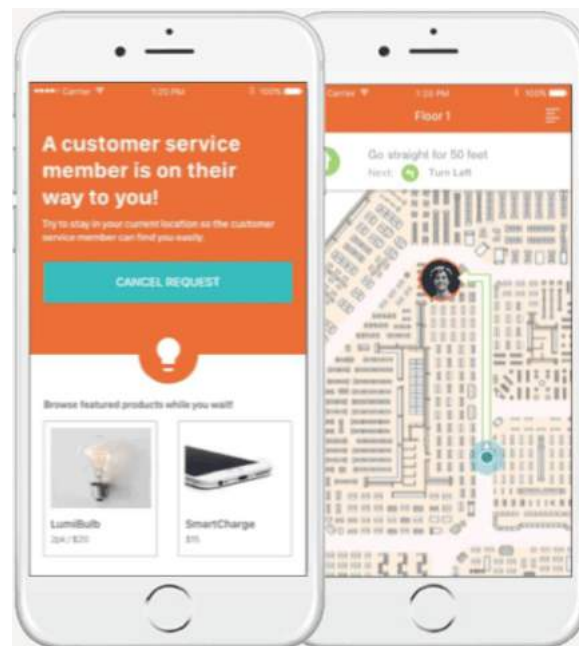 Carrier 1:20 PM 100%
A customer service
member is on their
way to you!
Try to stay in your current location so the customer
service member can find you easily.
CANCEL REQUEST
Browse featured products while you wait!
LumiBulb
2pk / $20
SmartCharge
$15
Carrier 1:20 PM 100%
Floor 1
Go straight for 50 feet
Next: Turn Left